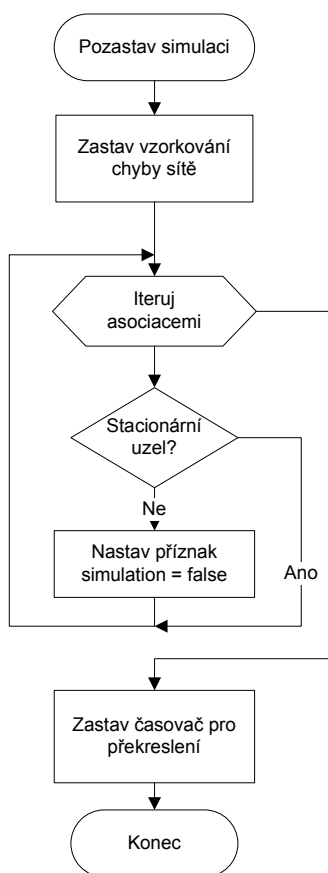 Pozastav simulaci
Zastav vzorkování
chyby sítě
Iteruj
asociacemi
Stacionární
uzel?
Ne
Nastav příznak
simulation = false
Ano
Zastav časovač pro
překreslení
Konec